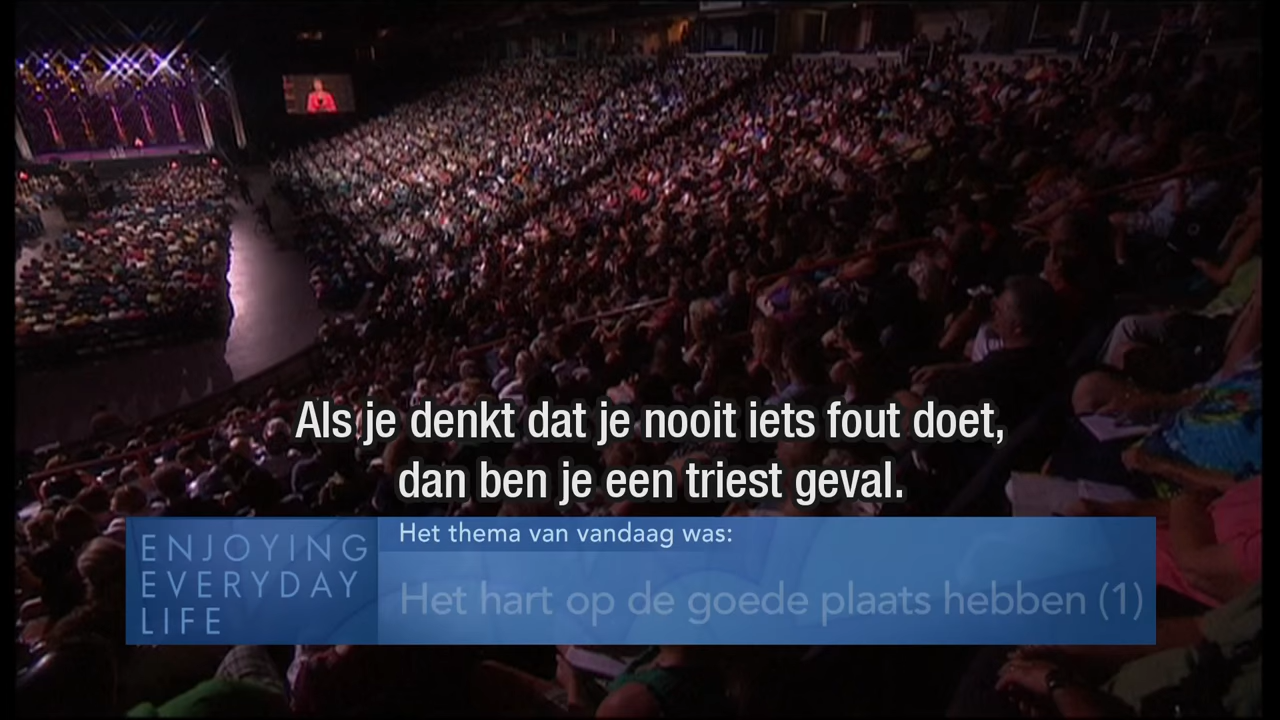 Als je denkt dat je nooit iets fout doet,
dan ben je een triest geval.
ENJOYING
EVERYDAY
LIFE
Het thema van vandaag was:
Het hart op de goede plaats hebben (1)